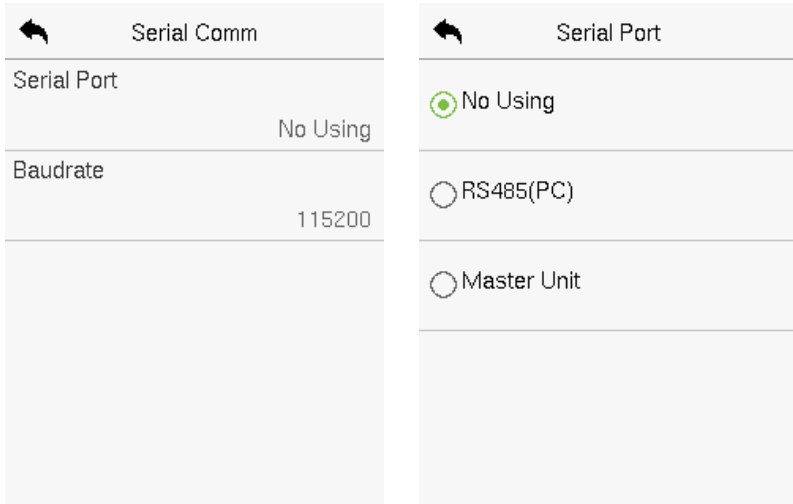 Serial Comm
Serial Port
No Using
Baudrate
115200
Serial Port
No Using
RS485(PC)
Master Unit